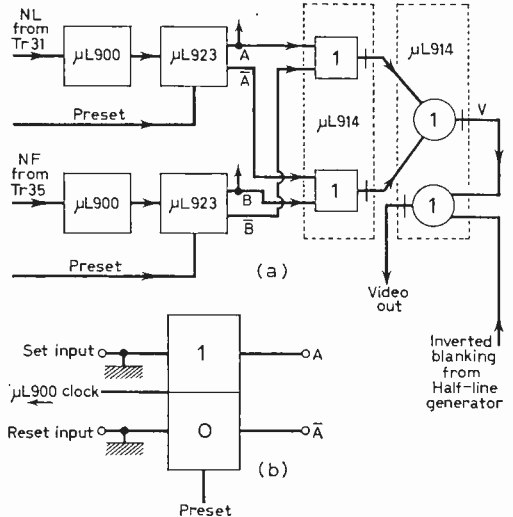 NL
from
Tr31
μL900
μL923
A
Ā
Preset
1
μL914
1
μL914
1
V
1
NF
from
Tr35
μL900
μL923
B
B̄
Preset
(a)
Video
out
Inverted
blanking
from
Half-line
generator
Set input
1
A
μL900 clock
Reset input
0
Ā
(b)
Preset